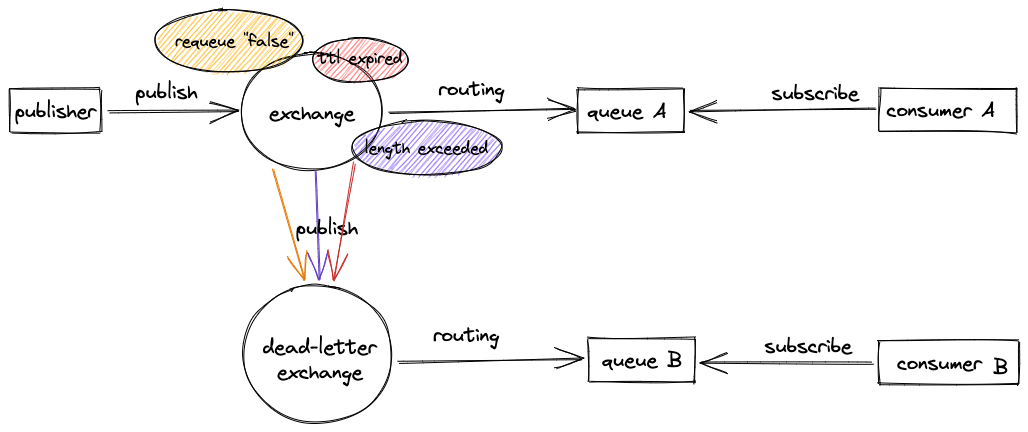 requeue "false"
ttl expired
publisher
publish
exchange
routing
queue A
subscribe
consumer A
length exceeded
publish
dead-letter
exchange
routing
queue B
subscribe
consumer B